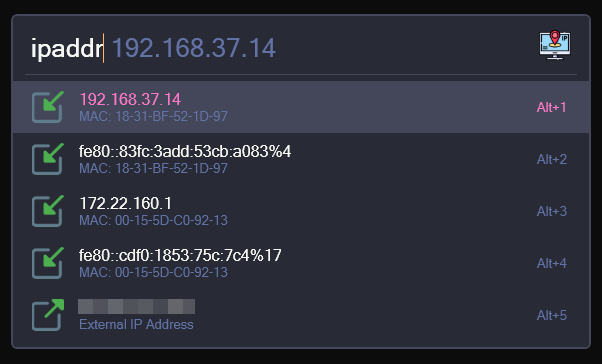 ipaddr 192.168.37.14
IP
192.168.37.14
Alt+1
MAC: 18-31-BF-52-1D-97
fe80::83fc:3add:53cb:a083%4
Alt+2
MAC: 18-31-BF-52-1D-97
172.22.160.1
Alt+3
MAC: 00-15-5D-C0-92-13
fe80::cdf0:1853:75c:7c4%17
Alt+4
MAC: 00-15-5D-C0-92-13
Alt+5
External IP Address